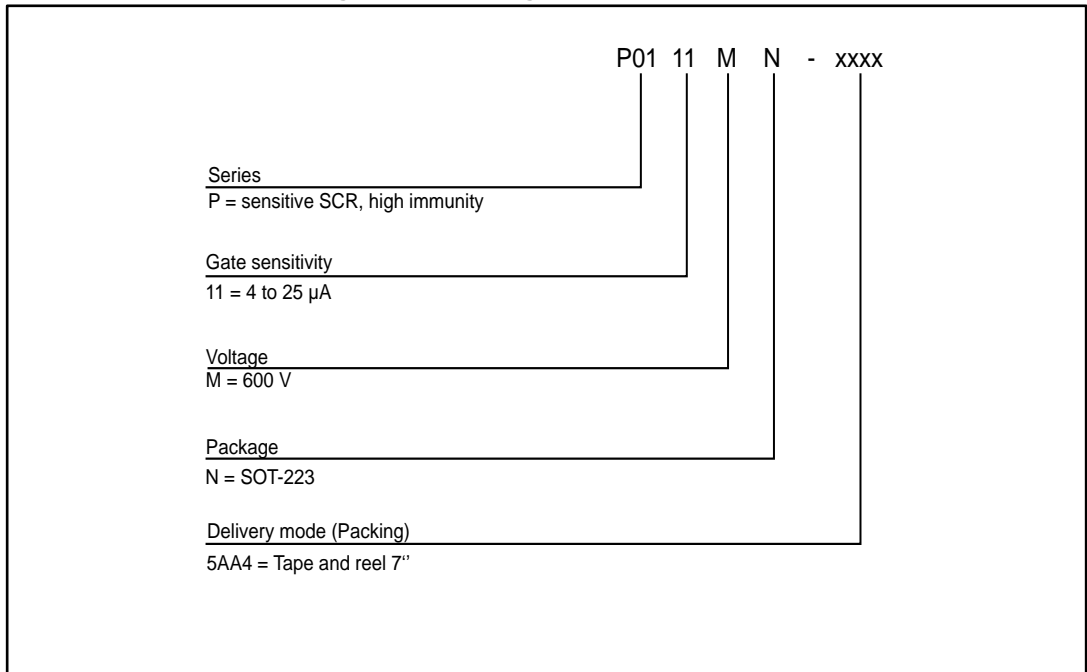 P01 11 M N - xxxx
Series
P = sensitive SCR, high immunity
Gate sensitivity
11 = 4 to 25 µA
Voltage
M = 600 V
Package
N = SOT-223
Delivery mode (Packing)
5AA4 = Tape and reel 7‘’